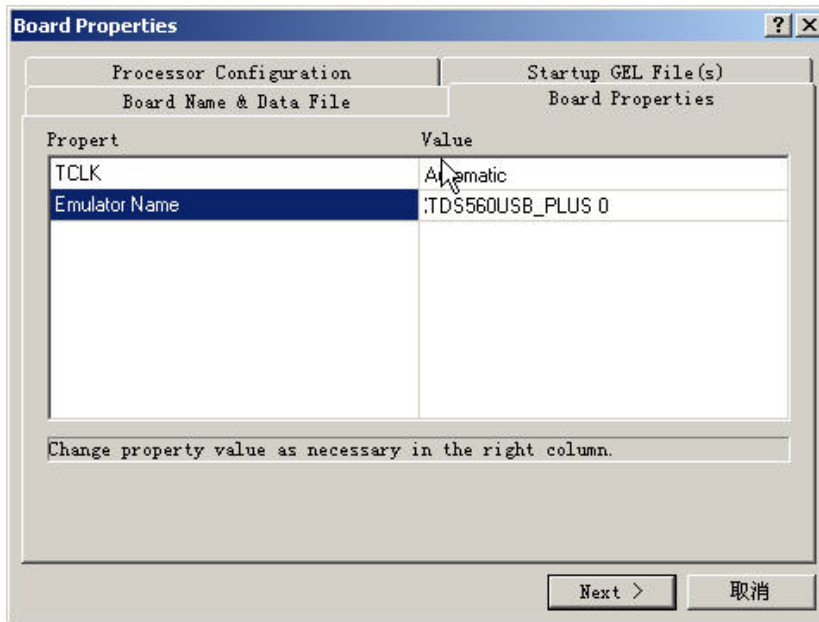 Board Properties
Processor Configuration
Startup GEL File(s)
Board Name & Data File
Board Properties
Propert
Value
TCLK
Emulator Name
TDS560USB_PLUS 0
Change property value as necessary in the right column.
Next >
取消